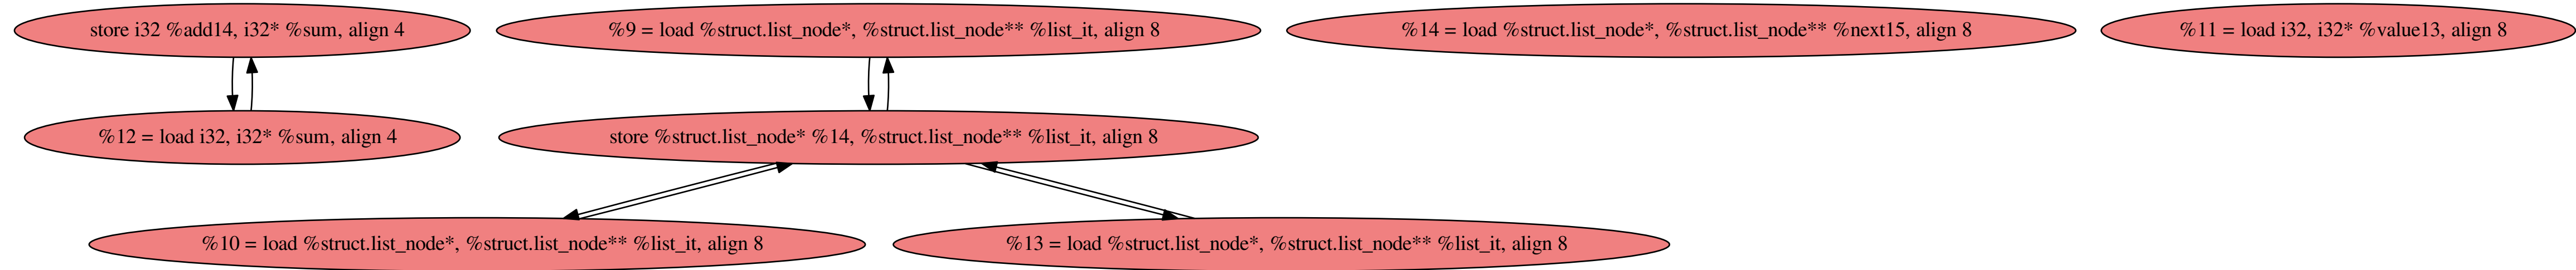 store i32 %add14, i32* %sum, align 4
%9 = load %struct.list_node*, %struct.list_node** %list_it, align 8
%14 = load %struct.list_node*, %struct.list_node** %next15, align 8
%11 = load i32, i32* %value13, align 8
%12 = load i32, i32* %sum, align 4
store %struct.list_node* %14, %struct.list_node** %list_it, align 8
%10 = load %struct.list_node*, %struct.list_node** %list_it, align 8
%13 = load %struct.list_node*, %struct.list_node** %list_it, align 8